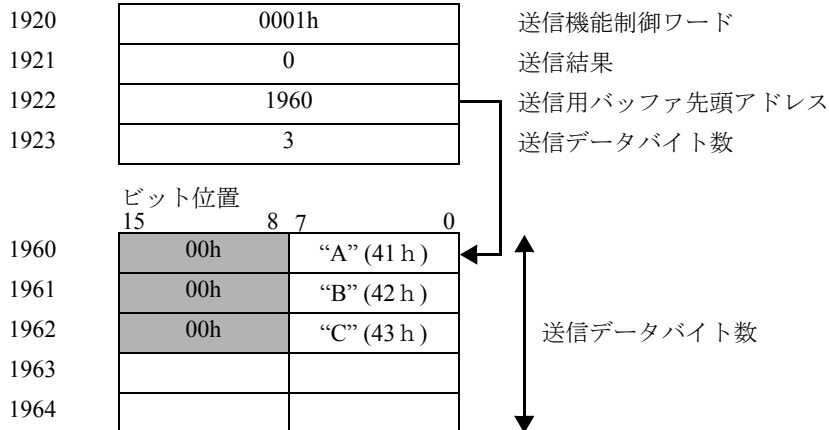 1920 0001h 送信機能制御ワード
1921 0 送信結果
1922 1960 送信用バッファ先頭アドレス
1923 3 送信データバイト数
ビット位置
15 8 7 0
1960 00h “A” (41ｈ)
1961 00h “B” (42ｈ)
1962 00h “C” (43ｈ) 送信データバイト数
1963
1964